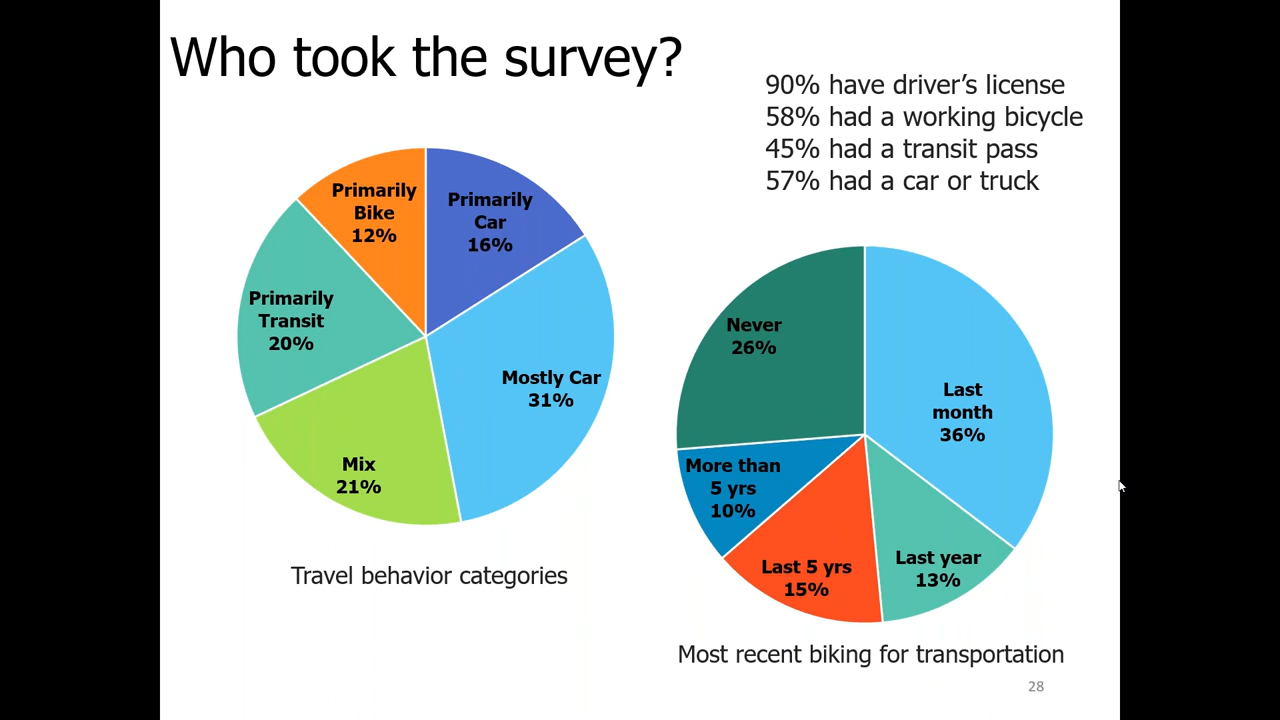 Who took the survey?
90% have driver’s license
58% had a working bicycle
45% had a transit pass
57% had a car or truck
Primarily
Bike
12%
Primarily
Car
16%
Primarily
Transit
20%
Mostly Car
31%
Mix
21%
Travel behavior categories
Never
26%
Last
month
36%
More than
5 yrs
10%
Last 5 yrs
15%
Last year
13%
Most recent biking for transportation
28